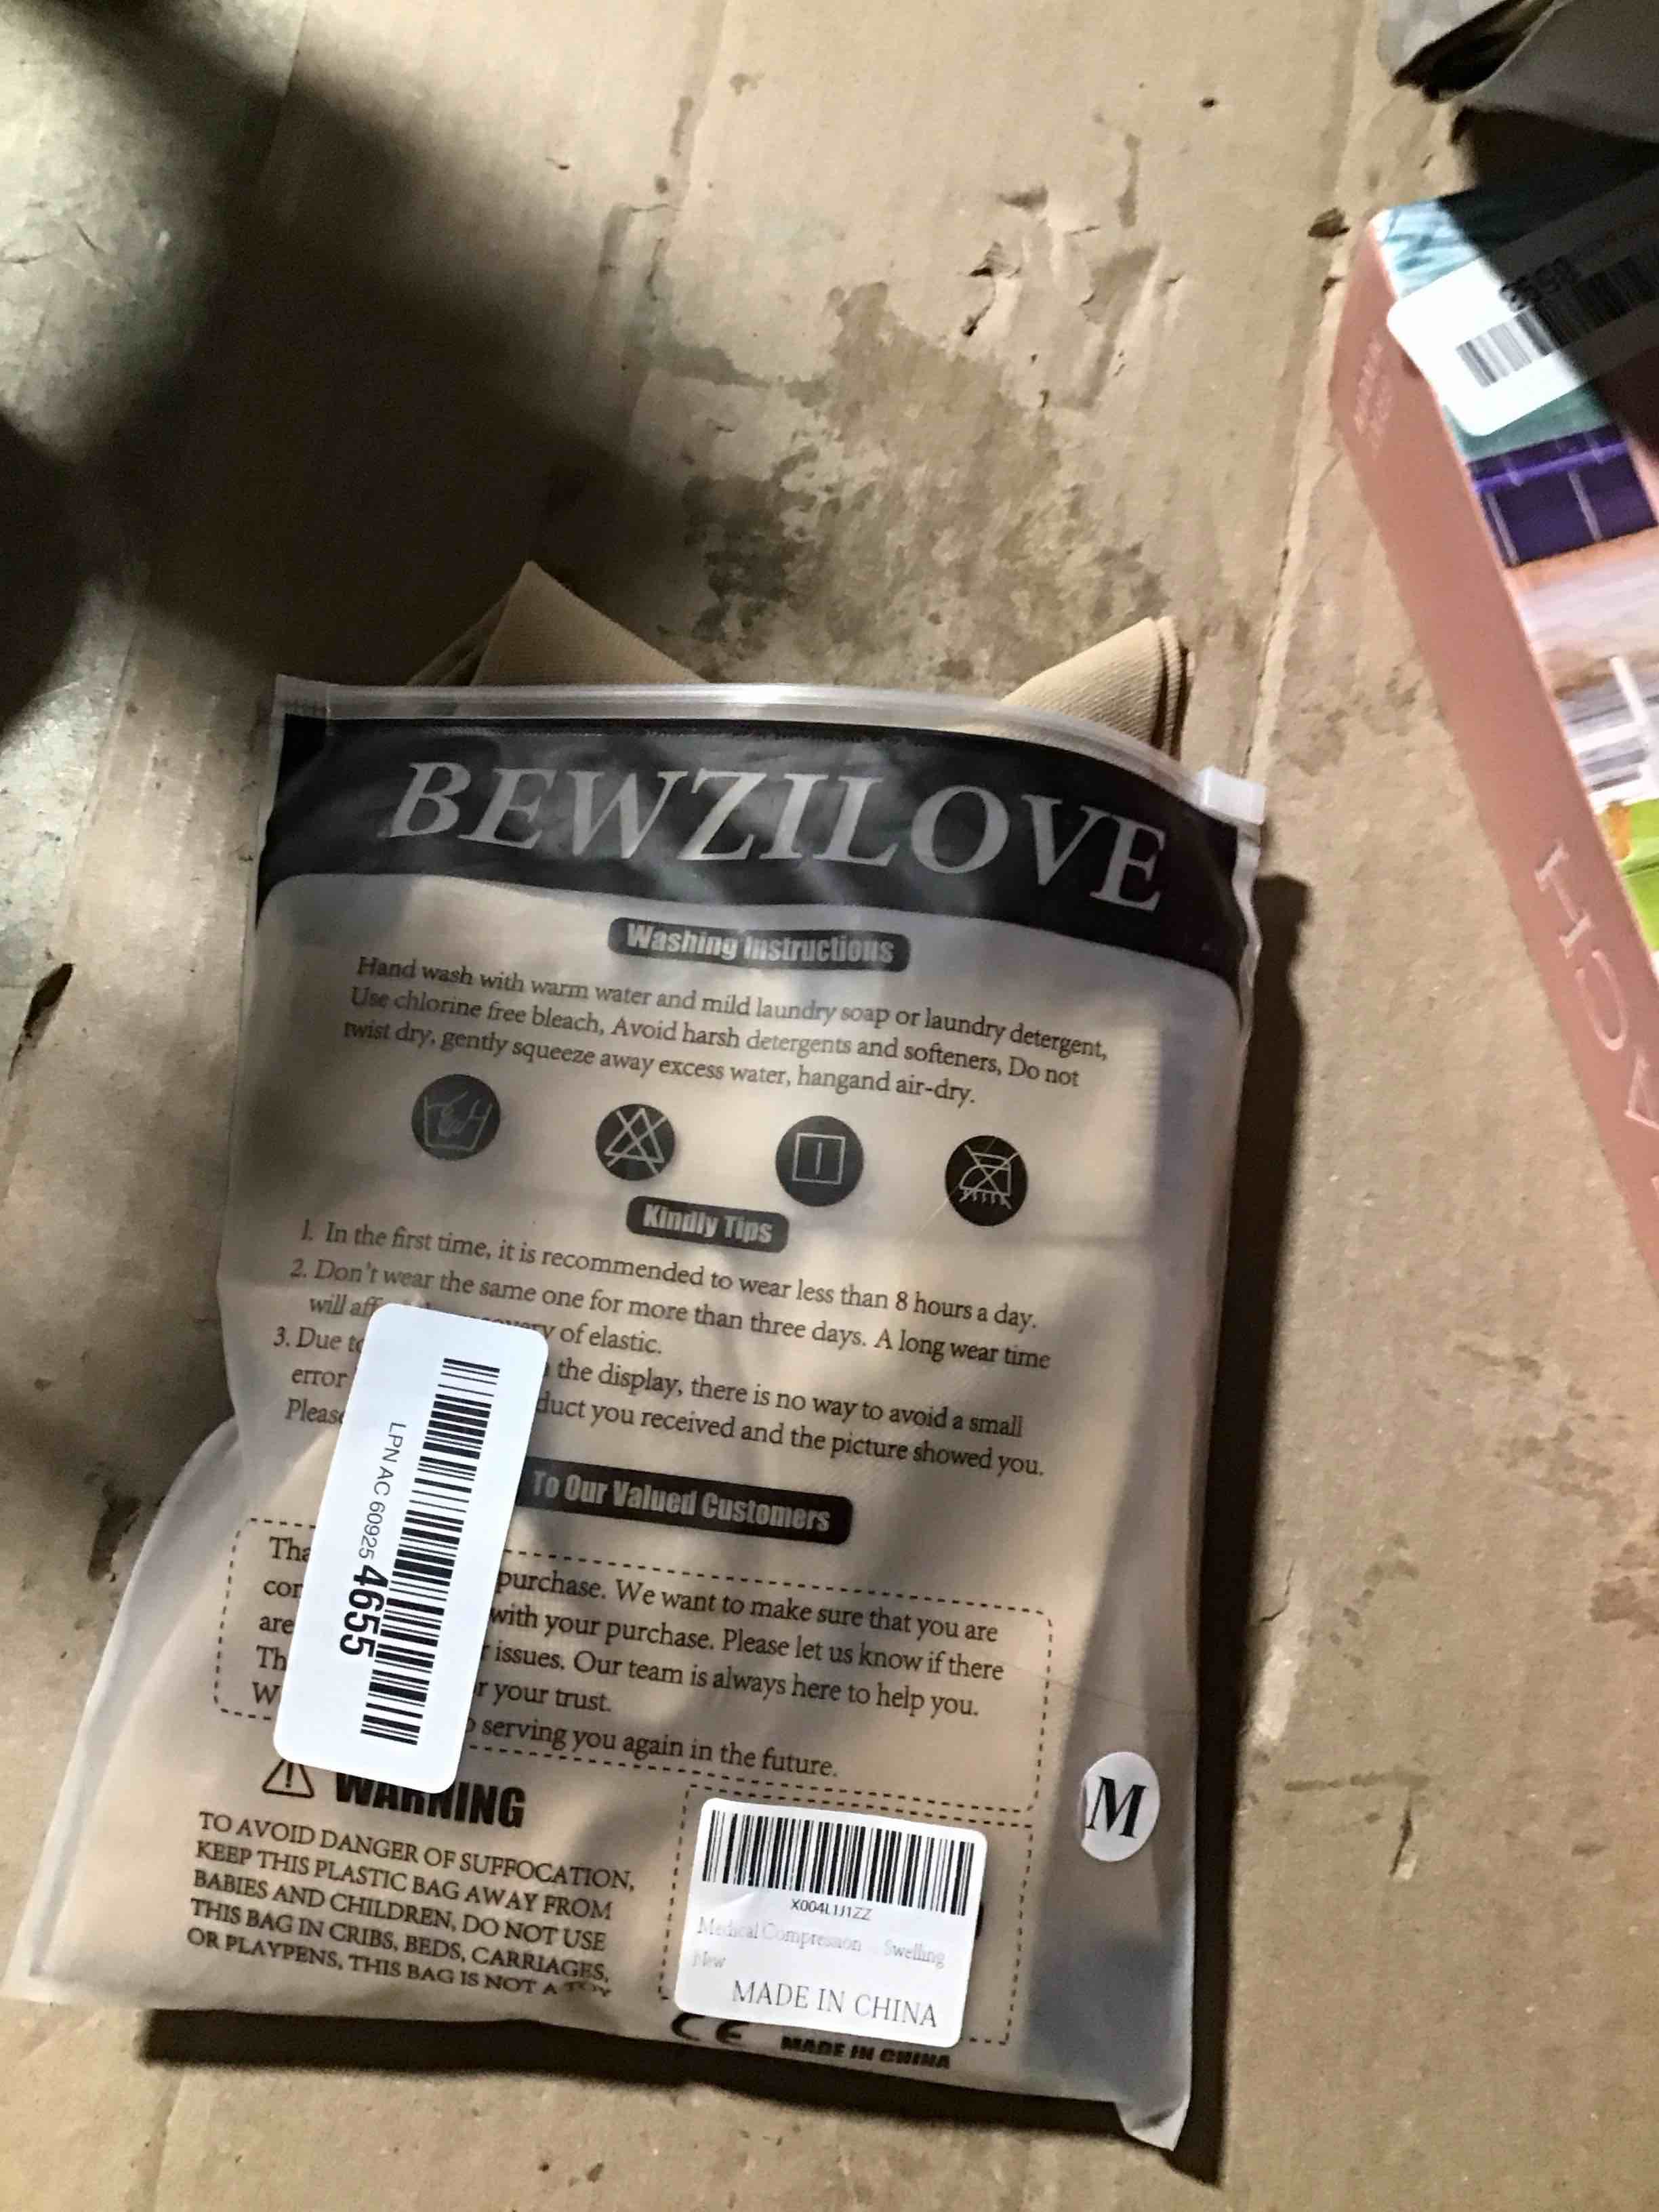 BEWZILOVE
Washing Instructions
Hand wash with warm water and mild laundry soap or laundry detergent,
Use chlorine free bleach, Avoid harsh detergents and softeners, Do not
twist dry, gently squeeze away excess water, hangand air-dry.
Kindly Tips
1. In the first time, it is recommended to wear less than 8 hours a day.
2. Don't wear the same one for more than three days. A long wear time
will of elastic.
3. Due the display, there is no way to avoid a small
error
you received and the picture showed you.
To Our Valued Customers
purchase. We want to make sure that you are
with your purchase. Please let us know if there
are issues. Our team is always here to help you.
your trust.
serving you again in the future.
LPN AC 60925 4655
WARNING
TO AVOID DANGER OF SUFFOCATION,
KEEP THIS PLASTIC BAG AWAY FROM
BABIES AND CHILDREN, DO NOT USE
THIS BAG IN CRIBS, BEDS, CARRIAGES,
OR PLAYPENS, THIS BAG IS NOT A TOY
M
X004L1J1ZZ
Medical Compression ... Swelling
New
MADE IN CHINA
CE MADE IN CHINA